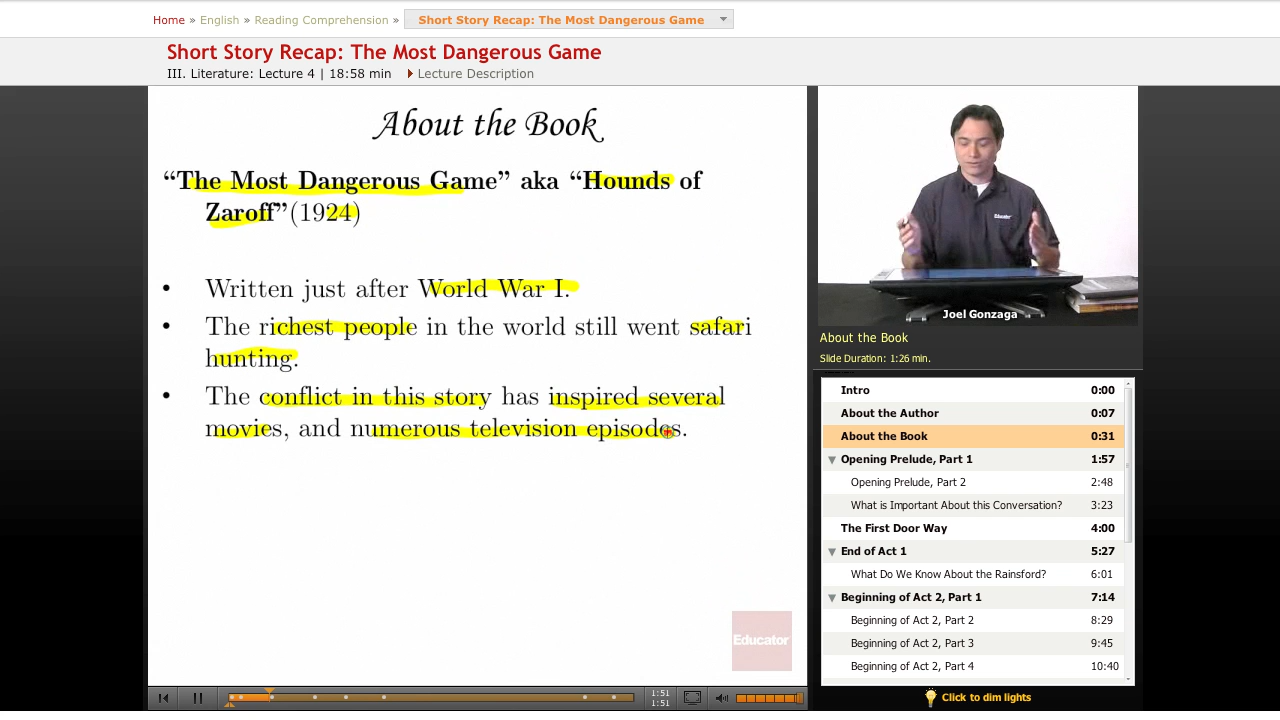 Home » English » Reading Comprehension » Short Story Recap: The Most Dangerous Game
Short Story Recap: The Most Dangerous Game
III. Literature: Lecture 4 | 18:58 min Lecture Description
About the Book
“The Most Dangerous Game” aka “Hounds of
Zaroff”(1924)
• Written just after World War I.
• The richest people in the world still went safari
hunting.
• The conflict in this story has inspired several
movies, and numerous television episodes.
Educator
Educator
Joel Gonzaga
About the Book
Slide Duration: 1:26 min.
Intro 0:00
About the Author 0:07
About the Book 0:31
Opening Prelude, Part 1 1:57
Opening Prelude, Part 2 2:48
What is Important About this Conversation? 3:23
The First Door Way 4:00
End of Act 1 5:27
What Do We Know About the Rainsford? 6:01
Beginning of Act 2, Part 1 7:14
Beginning of Act 2, Part 2 8:29
Beginning of Act 2, Part 3 9:45
Beginning of Act 2, Part 4 10:40
1:51
1:51
Click to dim lights